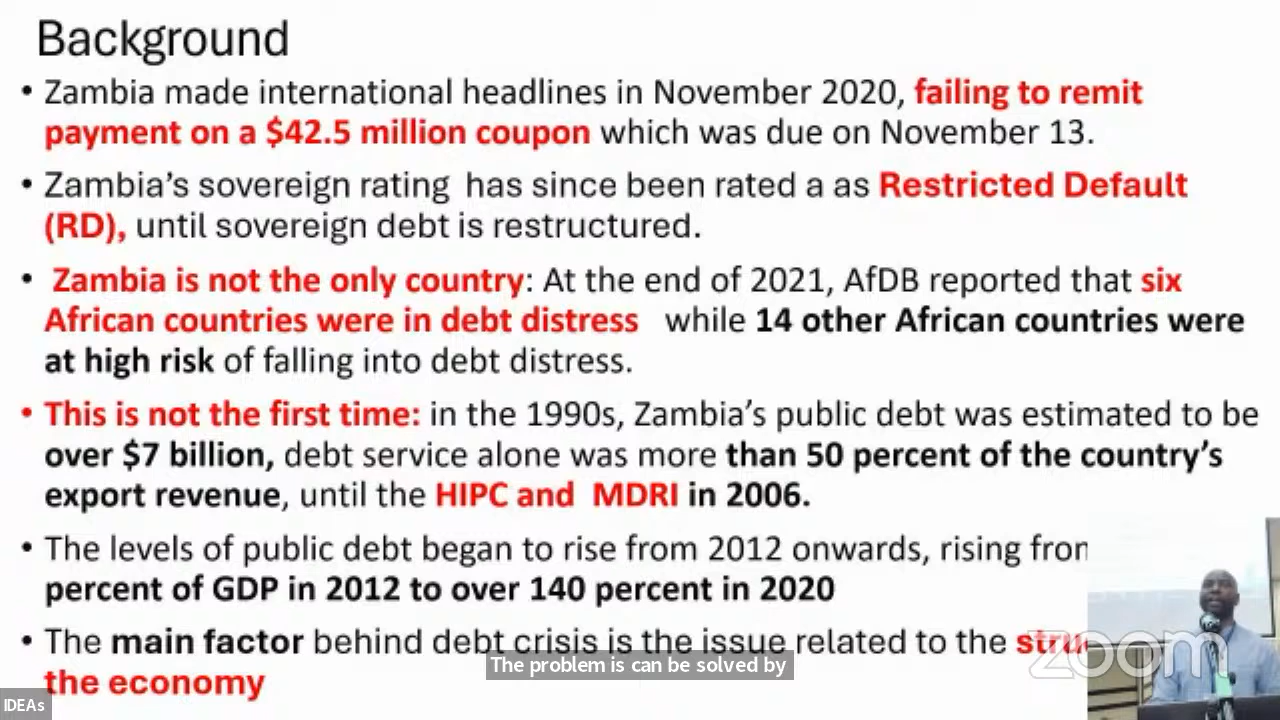 Background
• Zambia made international headlines in November 2020, failing to remit
payment on a $42.5 million coupon which was due on November 13.
• Zambia's sovereign rating has since been rated a as Restricted Default
(RD), until sovereign debt is restructured.
• Zambia is not the only country: At the end of 2021, AfDB reported that six
African countries were in debt distress while 14 other African countries were
at high risk of falling into debt distress.
• This is not the first time: in the 1990s, Zambia's public debt was estimated to be
over $7 billion, debt service alone was more than 50 percent of the country's
export revenue, until the HIPC and MDRI in 2006.
• The levels of public debt began to rise from 2012 onwards, rising
percent of GDP in 2012 to over 140 percent in 2020
• The main factor behind debt crisis is the issue related to the
the economy
zoom
The problem is can be solved by
IDEAs